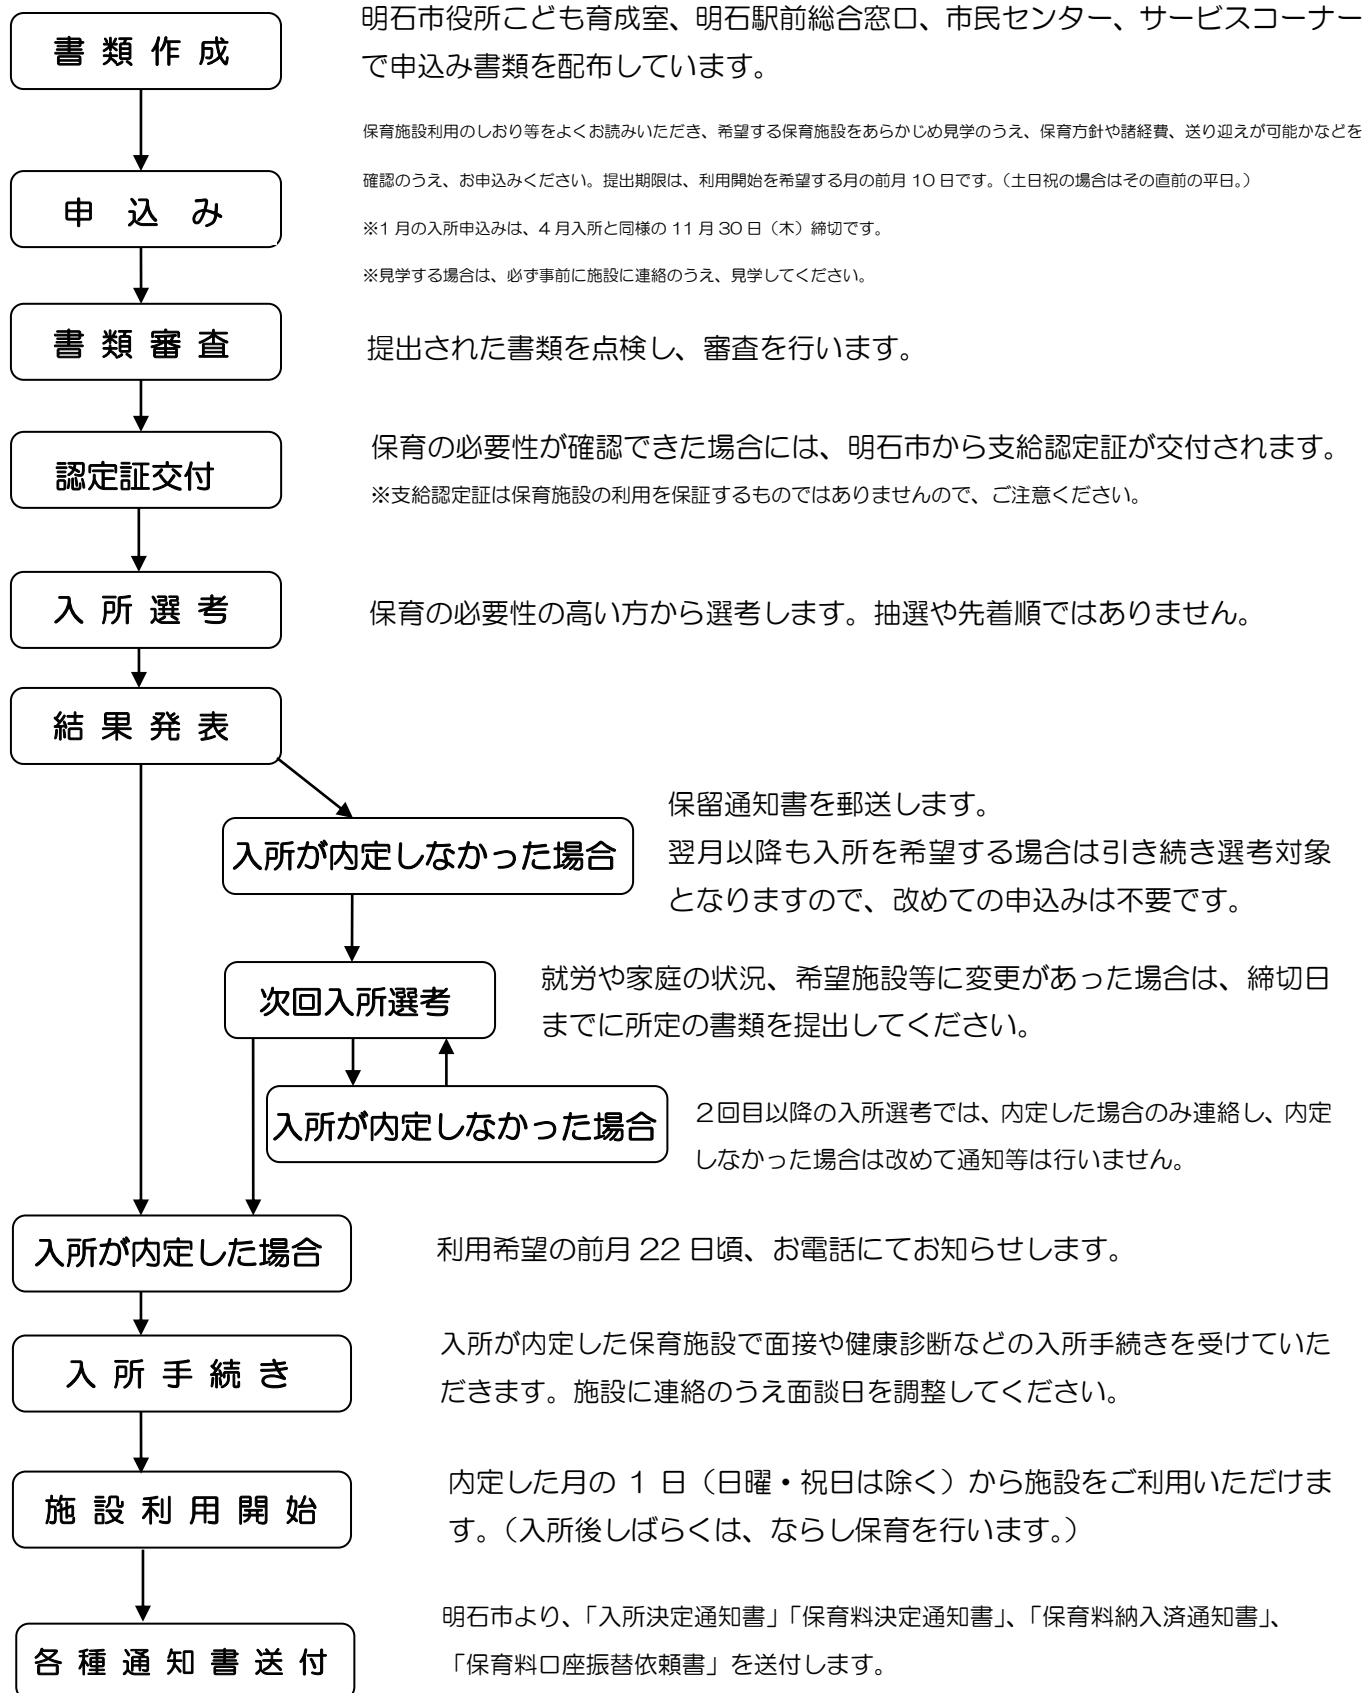 書類作成
明石市役所こども育成室、明石駅前総合窓口、市民センター、サービスコーナー
で申込み書類を配布しています。
保育施設利用のしおり等をよくお読みいただき、希望する保育施設をあらかじめ見学のうえ、保育方針や諸経費、送り迎えが可能かなどを
申込み
確認のうえ、お申込みください。提出期限は、利用開始を希望する月の前月 10 日です。（土日祝の場合はその直前の平日。）
※1 月の入所申込みは、4 月入所と同様の 11 月 30 日（木）締切です。
※見学する場合は、必ず事前に施設に連絡のうえ、見学してください。
書類審査
提出された書類を点検し、審査を行います。
認定証交付
保育の必要性が確認できた場合には、明石市から支給認定証が交付されます。
※支給認定証は保育施設の利用を保証するものではありませんので、ご注意ください。
入所選考
保育の必要性の高い方から選考します。抽選や先着順ではありません。
結果発表
入所が内定しなかった場合
保留通知書を郵送します。
翌月以降も入所を希望する場合は引き続き選考対象
となりますので、改めての申込みは不要です。
次回入所選考
就労や家庭の状況、希望施設等に変更があった場合は、締切日
までに所定の書類を提出してください。
入所が内定しなかった場合
２回目以降の入所選考では、内定した場合のみ連絡し、内定
しなかった場合は改めて通知等は行いません。
入所が内定した場合
利用希望の前月 22 日頃、お電話にてお知らせします。
入所手続き
入所が内定した保育施設で面接や健康診断などの入所手続きを受けていた
だきます。施設に連絡のうえ面談日を調整してください。
施設利用開始
内定した月の 1 日（日曜・祝日は除く）から施設をご利用いただけま
す。（入所後しばらくは、ならし保育を行います。）
各種通知書送付
明石市より、「入所決定通知書」「保育料決定通知書」、「保育料納入済通知書」、
「保育料口座振替依頼書」を送付します。